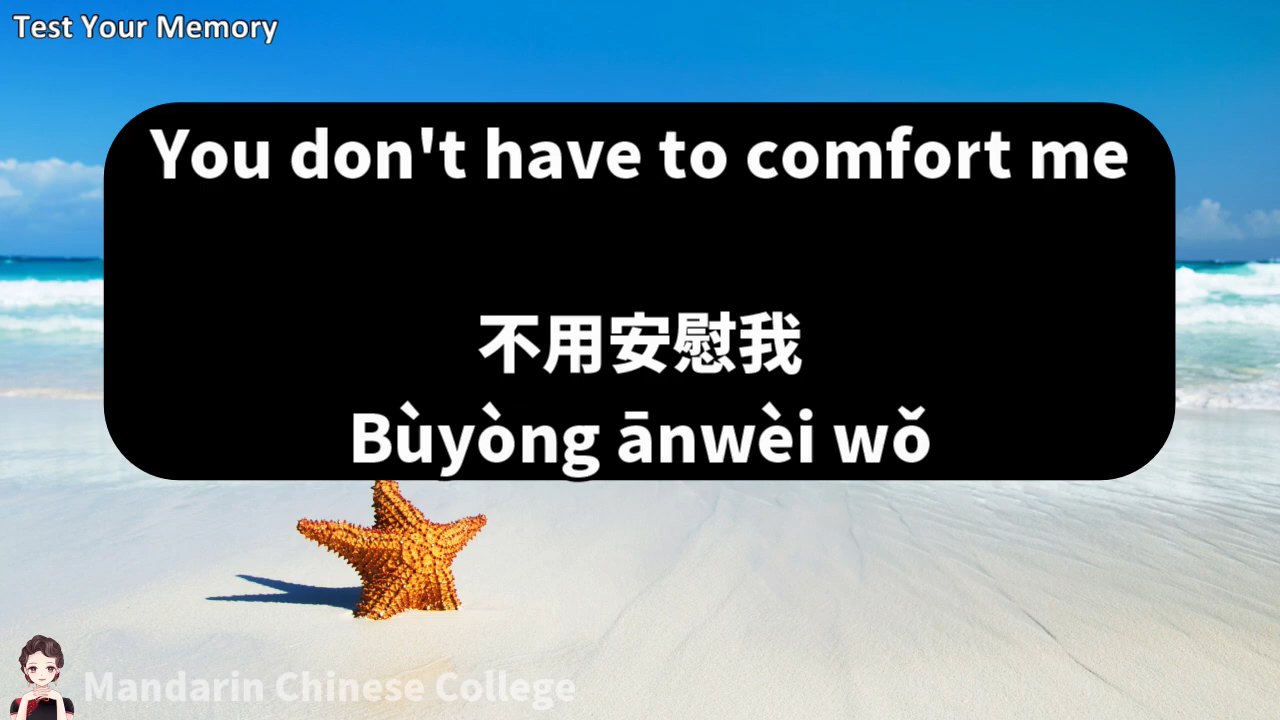 Test Your Memory
You don't have to comfort me
不用安慰我
Bùyòng ānwèi wǒ
Mandarin Chinese College